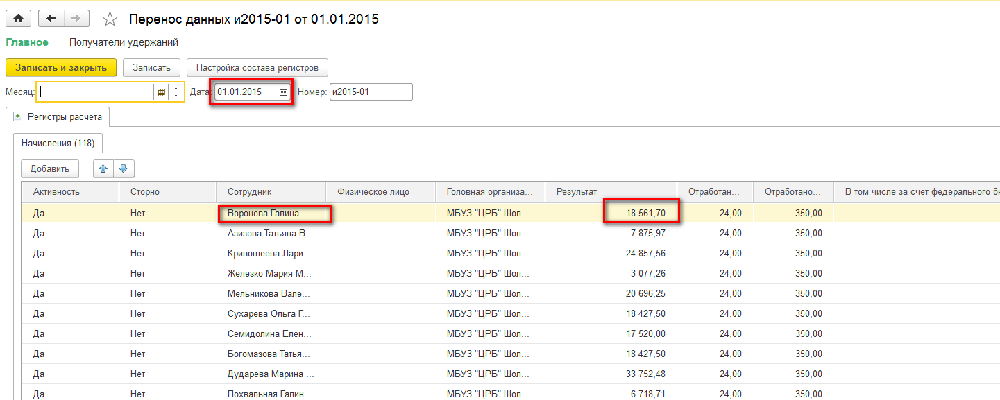 Перенос данных и2015-01 от 01.01.2015
Главное Получатели удержаний
Записать и закрыть Записать Настройка состава регистров
Месяц: Дата: 01.01.2015 Номер: и2015-01
Регистры расчета
Начисления (118)
Добавить
Активность Сторно Сотрудник Физическое лицо Головная организа... Результат Отработан... Отработано... В том числе за счет федерального б
Да Нет Воронова Галина ... МБУЗ "ЦРБ" Шол... 18 561,70 24,00 350,00
Да Нет Азизова Татьяна В... МБУЗ "ЦРБ" Шол... 7 875,97 24,00 350,00
Да Нет Кривошеева Лари... МБУЗ "ЦРБ" Шол... 24 857,56 24,00 350,00
Да Нет Железко Мария М... МБУЗ "ЦРБ" Шол... 3 077,26 24,00 350,00
Да Нет Мельникова Вале... МБУЗ "ЦРБ" Шол... 20 696,25 24,00 350,00
Да Нет Сухарева Ольга Г... МБУЗ "ЦРБ" Шол... 18 427,50 24,00 350,00
Да Нет Семидолина Елен... МБУЗ "ЦРБ" Шол... 17 520,00 24,00 350,00
Да Нет Богомазова Татья... МБУЗ "ЦРБ" Шол... 18 427,50 24,00 350,00
Да Нет Дударева Марина ... МБУЗ "ЦРБ" Шол... 33 752,48 24,00 350,00
Да Нет Похвальная Галин... МБУЗ "ЦРБ" Шол... 6 718,71 24,00 350,00